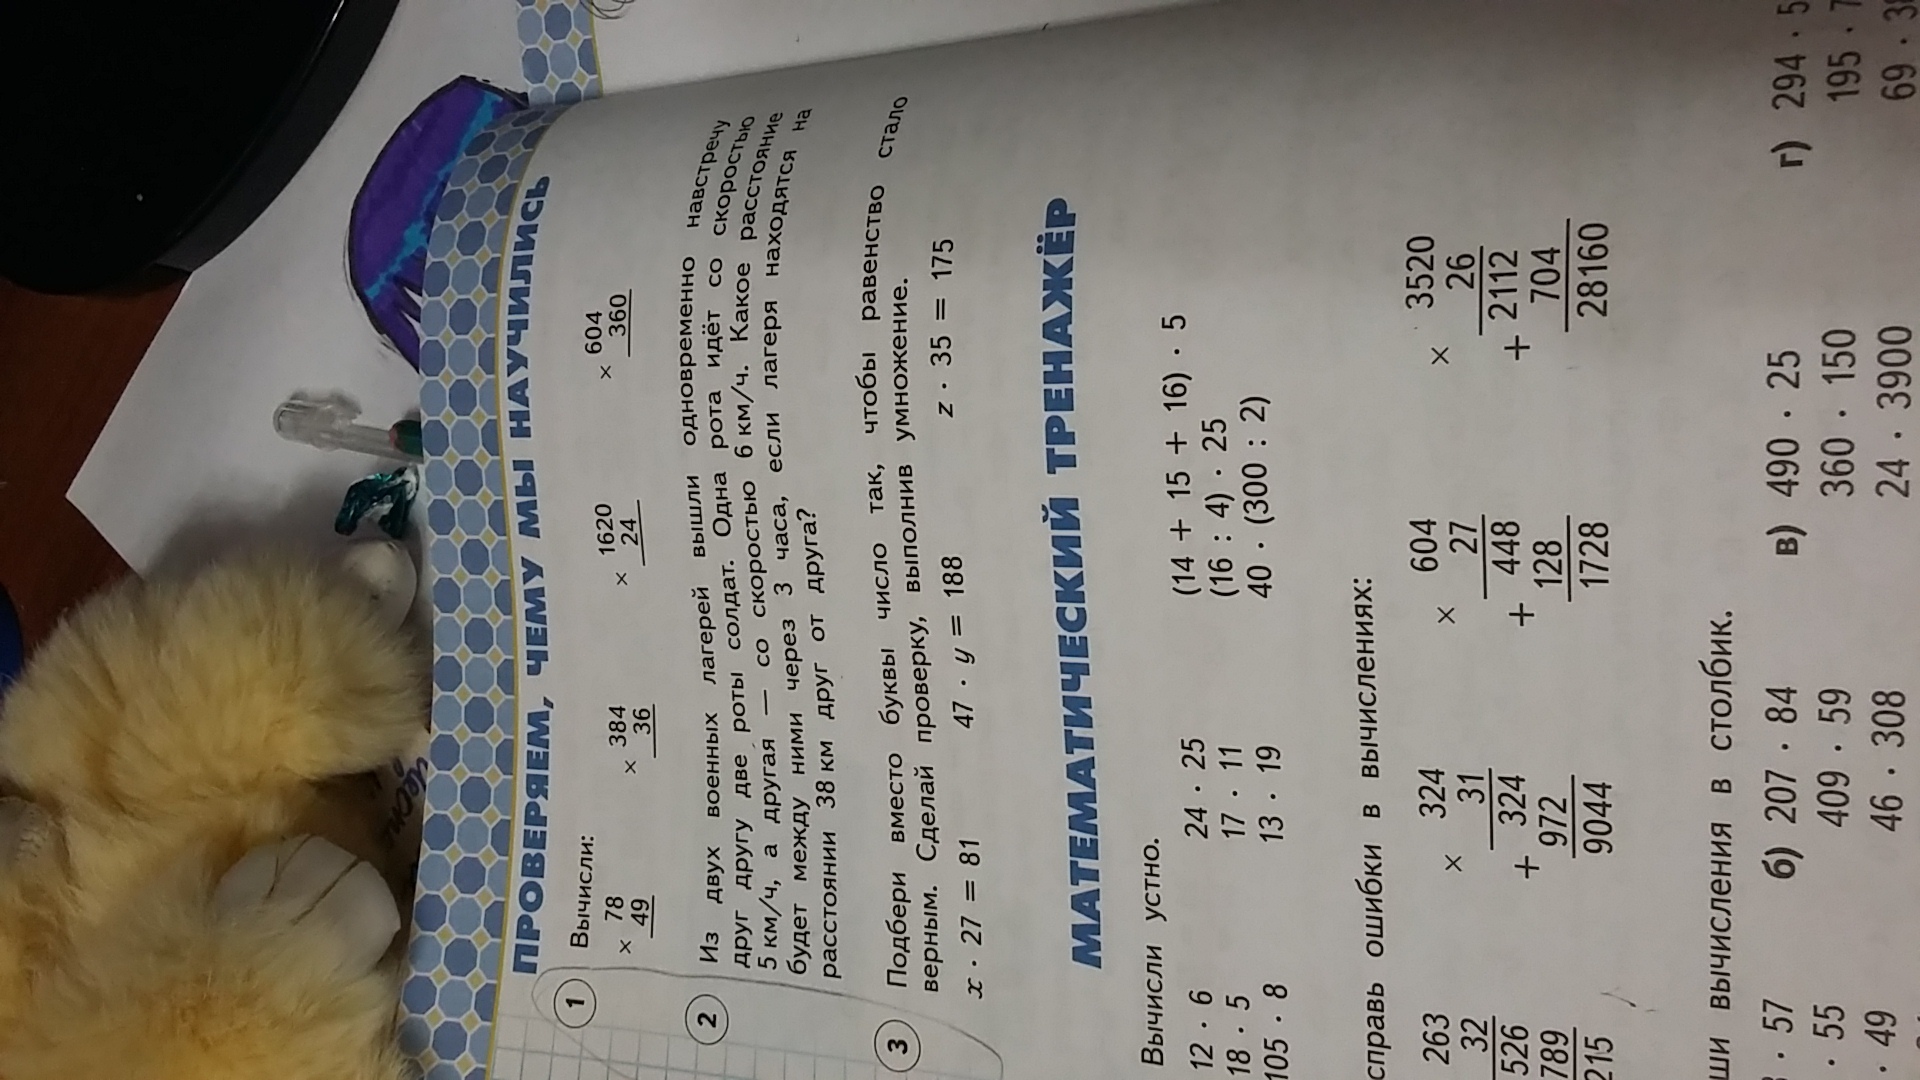 ПРОВЕРЯЕМ, ЧЕМУ МЫ НАУЧИЛИСЬ
1 Вычисли:
× 78 × 384 × 1620 × 604
49 36 24 360
2 Из двух военных лагерей вышли одновременно навстречу
друг другу две роты солдат. Одна рота идёт со скоростью
5 км/ч, а другая — со скоростью 6 км/ч. Какое расстояние
будет между ними через 3 часа, если лагеря находятся на
расстоянии 38 км друг от друга?
3 Подбери вместо буквы число так, чтобы равенство стало
верным. Сделай проверку, выполнив умножение.
x · 27 = 81 47 · y = 188 z · 35 = 175
МАТЕМАТИЧЕСКИЙ ТРЕНАЖЁР
Вычисли устно.
12 · 6 24 · 25 (14 + 15 + 16) · 5
18 · 5 17 · 11 (16 : 4) · 25
105 · 8 13 · 19 40 · (300 : 2)
справь ошибки в вычислениях:
263 × 324 × 604 × 3520
32 31 27 26
526 + 324 + 448 + 2112
789 972 128 704
215 9044 1728 28160
ши вычисления в столбик.
· 57 б) 207 · 84 в) 490 · 25 г) 294 · 5
· 55 409 · 59 360 · 150 195 · 7
· 49 46 · 308 24 · 3900 69 · 3